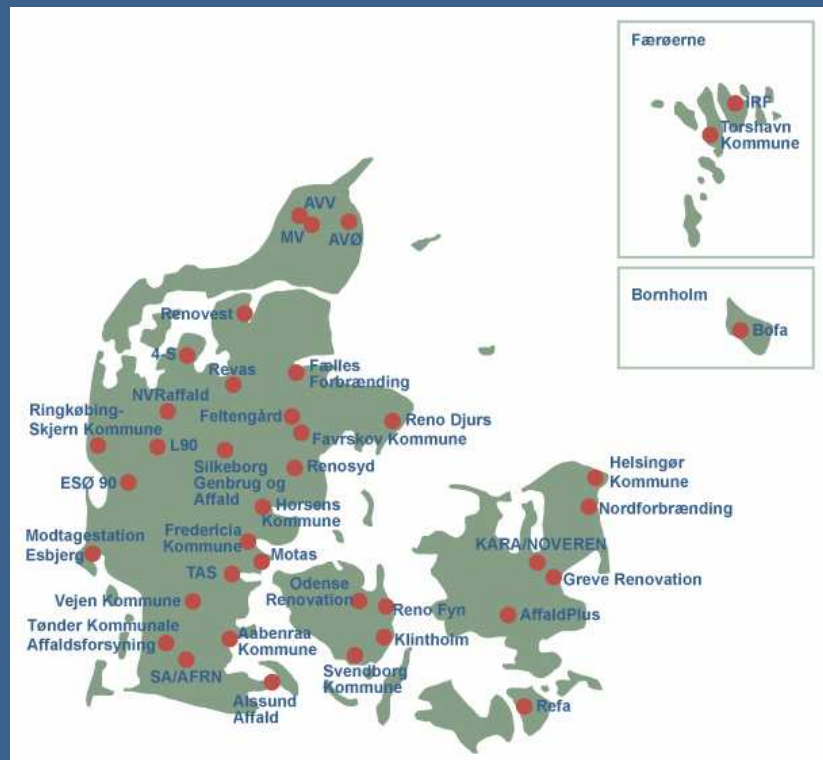 Færøerne
IRF
Torshavn
Kommune
Bornholm
Bofa
AVV
MV
AVØ
Renovest
4-S
Revas
Fælles
Forbrænding
NVRaffald
Ringkøbing-
Skjern Kommune
Feltengård
Reno Djurs
Favrskov Kommune
L90
Silkeborg
Genbrug og
Affald
Renosyd
ESØ 90
Horsens
Kommune
Helsingør
Kommune
Nordforbrænding
Modtagestation
Esbjerg
Fredericia
Kommune
Motas
KARA/NOVEREN
TAS
Greve Renovation
Odense
Renovation
Vejen Kommune
Reno Fyn
AffaldPlus
Tønder Kommunale
Affaldsforsyning
Aabenraa
Kommune
Klintholm
SA/AFRN
Svendborg
Kommune
Alssund
Affald
Refa